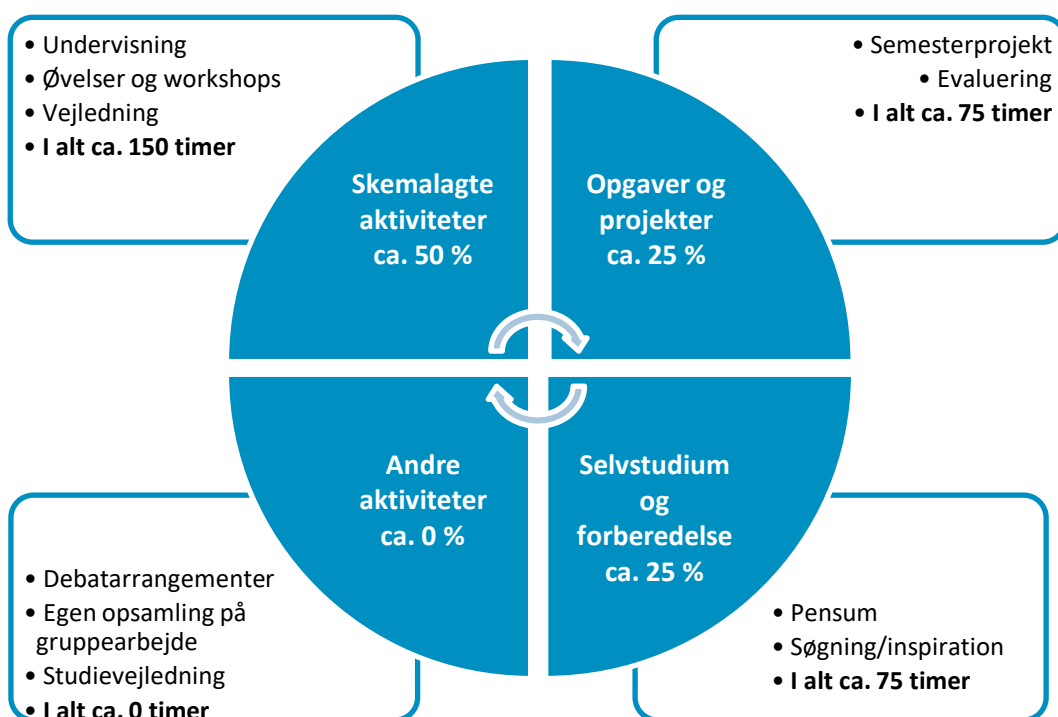 • Undervisning
• Øvelser og workshops
• Vejledning
• I alt ca. 150 timer
• Semesterprojekt
• Evaluering
• I alt ca. 75 timer
Skemalagte
aktiviteter
ca. 50 %
Opgaver og
projekter
ca. 25 %
Andre
aktiviteter
ca. 0 %
Selvstudium
og
forberedelse
ca. 25 %
• Debatarrangementer
• Egen opsamling på
gruppearbejde
• Studievejledning
• I alt ca. 0 timer
• Pensum
• Søgning/inspiration
• I alt ca. 75 timer